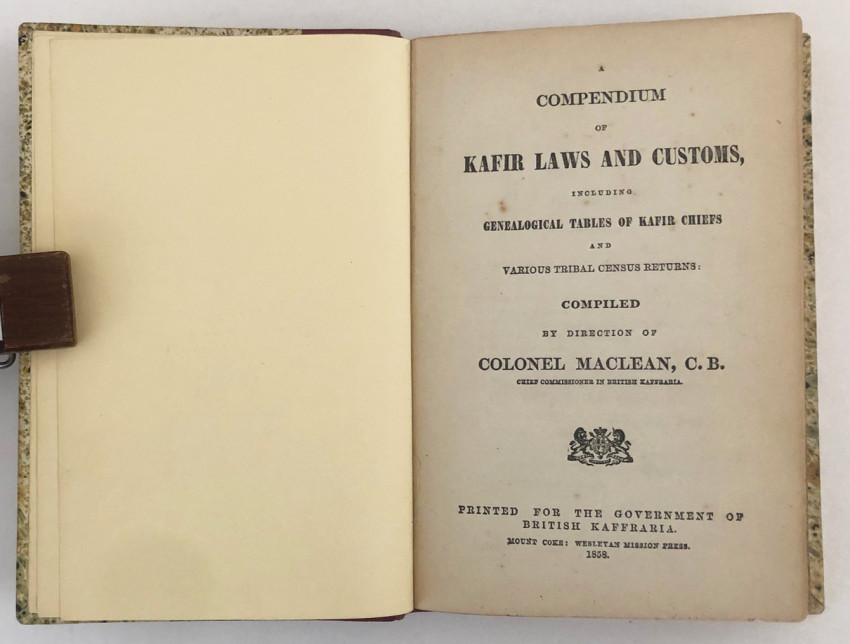 A
COMPENDIUM
OF
KAFIR LAWS AND CUSTOMS,
INCLUDING
GENEALOGICAL TABLES OF KAFIR CHIEFS
AND
VARIOUS TRIBAL CENSUS RETURNS:
COMPILED
BY DIRECTION OF
COLONEL MACLEAN, C. B.
CHIEF COMMISSIONER IN BRITISH KAFFRARIA.
PRINTED FOR THE GOVERNMENT OF
BRITISH KAFFRARIA.
MOUNT COKE: WESLEYAN MISSION PRESS.
1858.